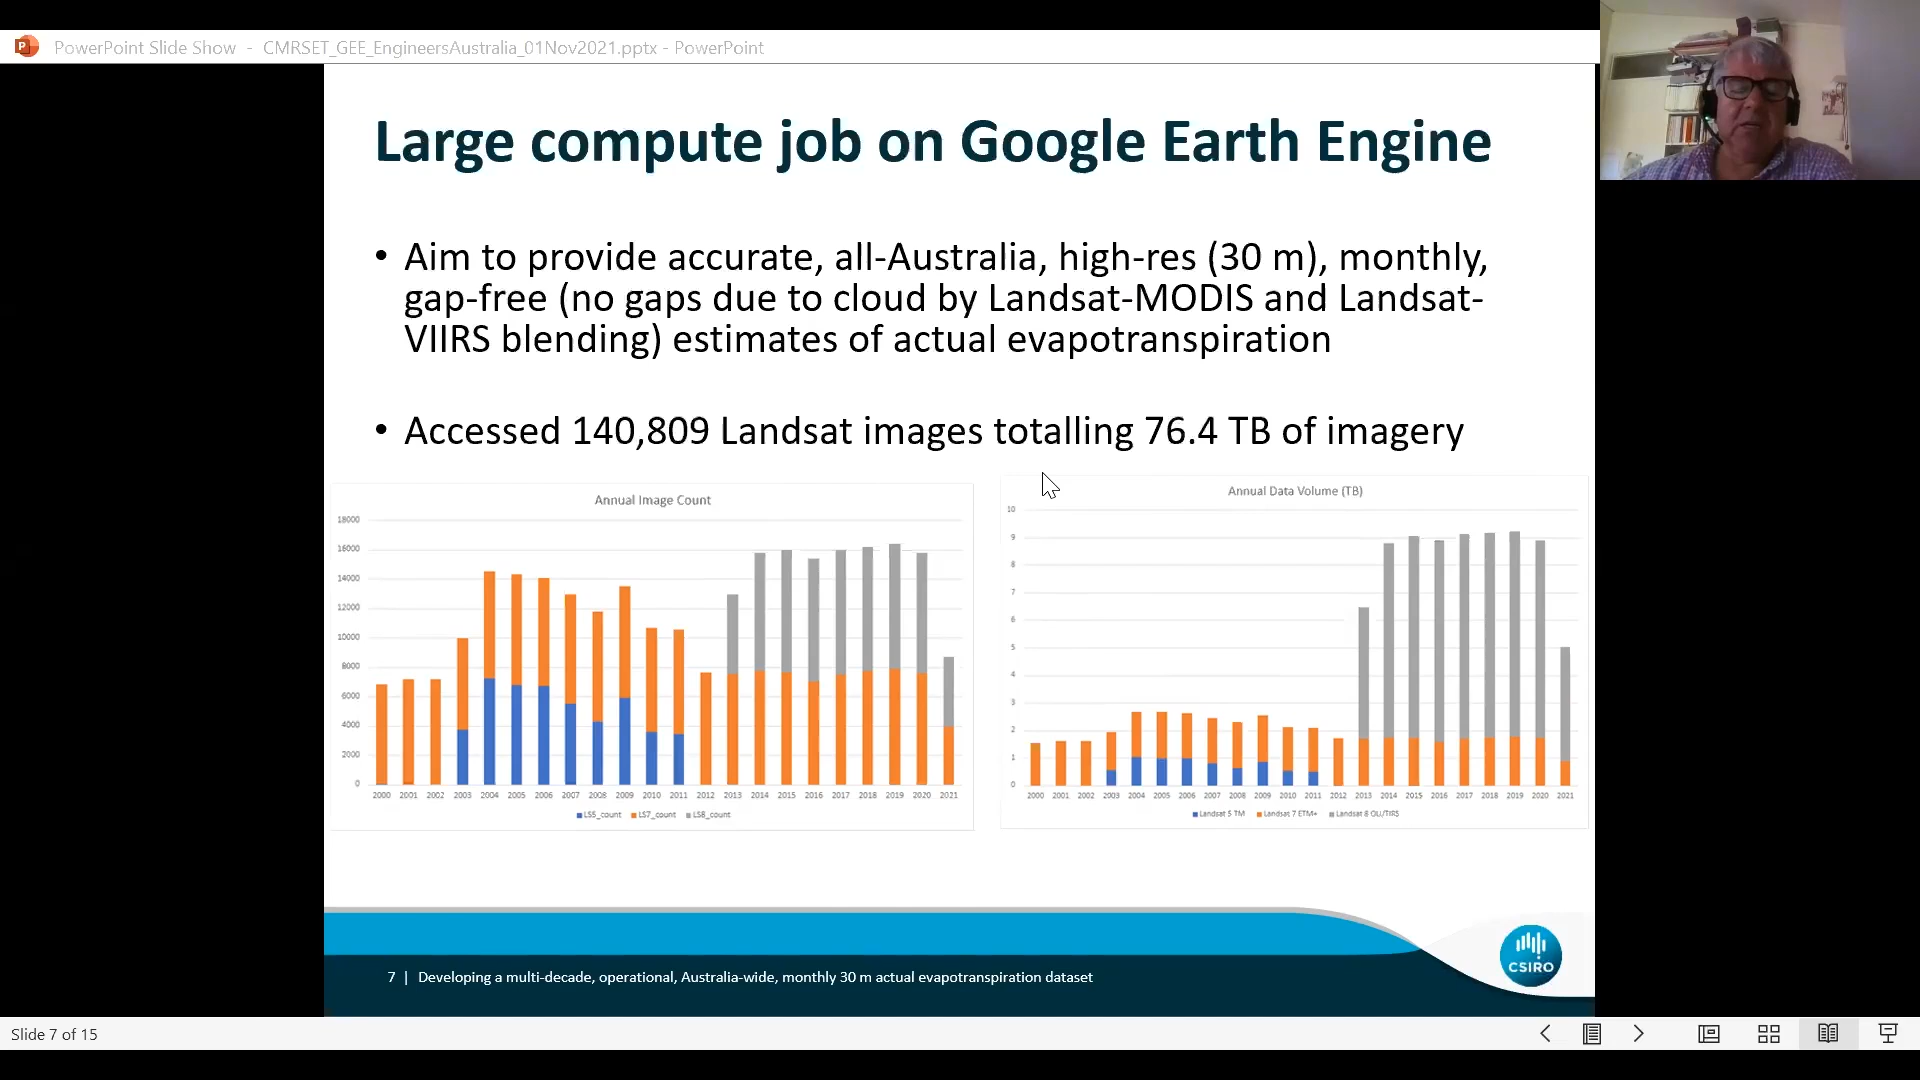 PowerPoint Slide Show - CMRSET_GEE_EngineersAustralia_01Nov2021.pptx - PowerPoint
Large compute job on Google Earth Engine
• Aim to provide accurate, all-Australia, high-res (30 m), monthly,
gap-free (no gaps due to cloud by Landsat-MODIS and Landsat-
VIIRS blending) estimates of actual evapotranspiration
• Accessed 140,809 Landsat images totalling 76.4 TB of imagery
Annual Image Count
18000
16000
14000
12000
10000
8000
6000
4000
2000
0
2000 2001 2002 2003 2004 2005 2006 2007 2008 2009 2010 2011 2012 2013 2014 2015 2016 2017 2018 2019 2020 2021
LS5_count LS7_count LS8_count
Annual Data Volume (TB)
10
9
8
7
6
5
4
3
2
1
0
2000 2001 2002 2003 2004 2005 2006 2007 2008 2009 2010 2011 2012 2013 2014 2015 2016 2017 2018 2019 2020 2021
Landsat 5 TM Landsat 7 ETM+ Landsat 8 OLI/TIRS
CSIRO
7 | Developing a multi-decade, operational, Australia-wide, monthly 30 m actual evapotranspiration dataset
Slide 7 of 15